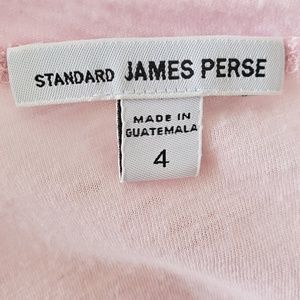 STANDARD JAMES PERSE
MADE IN
GUATEMALA
4